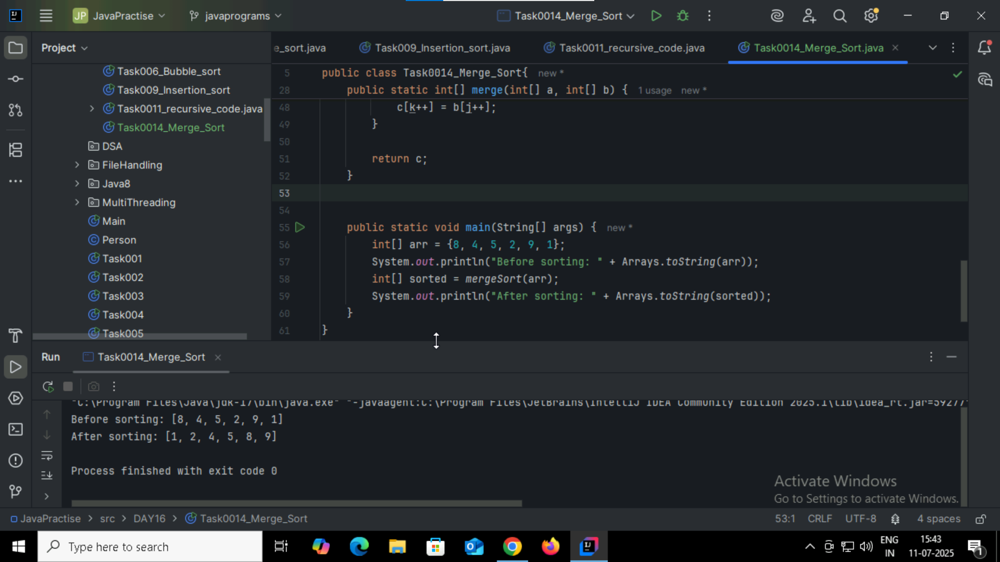 JP JavaPractise
javaprograms
Task0014_Merge_Sort
Project
e_sort.java
Task009_Insertion_sort.java
Task0011_recursive_code.java
Task0014_Merge_Sort.java
Task006_Bubble_sort
Task009_Insertion_sort
Task0011_recursive_code.java
Task0014_Merge_Sort
DSA
FileHandling
Java8
MultiThreading
Main
Person
Task001
Task002
Task003
Task004
Task005
5 public class Task0014_Merge_Sort{ new *
28 public static int[] merge(int[] a, int[] b) { 1 usage new *
48 c[k++] = b[j++];
49 }
50
51 return c;
52 }
53
54
55 public static void main(String[] args) { new *
56 int[] arr = {8, 4, 5, 2, 9, 1};
57 System.out.println("Before sorting: " + Arrays.toString(arr));
58 int[] sorted = mergeSort(arr);
59 System.out.println("After sorting: " + Arrays.toString(sorted));
60 }
61 }
Run Task0014_Merge_Sort
"C:\Program Files\Java\jdk-17\bin\java.exe" "-javaagent:C:\Program Files\JetBrains\IntelliJ IDEA Community Edition 2025.1\lib\idea_rt.jar=59277
Before sorting: [8, 4, 5, 2, 9, 1]
After sorting: [1, 2, 4, 5, 8, 9]
Process finished with exit code 0
Activate Windows
Go to Settings to activate Windows.
JavaPractise > src > DAY16 > Task0014_Merge_Sort
53:1 CRLF UTF-8 4 spaces
Type here to search
ENG
IN
15:43
11-07-2025
1